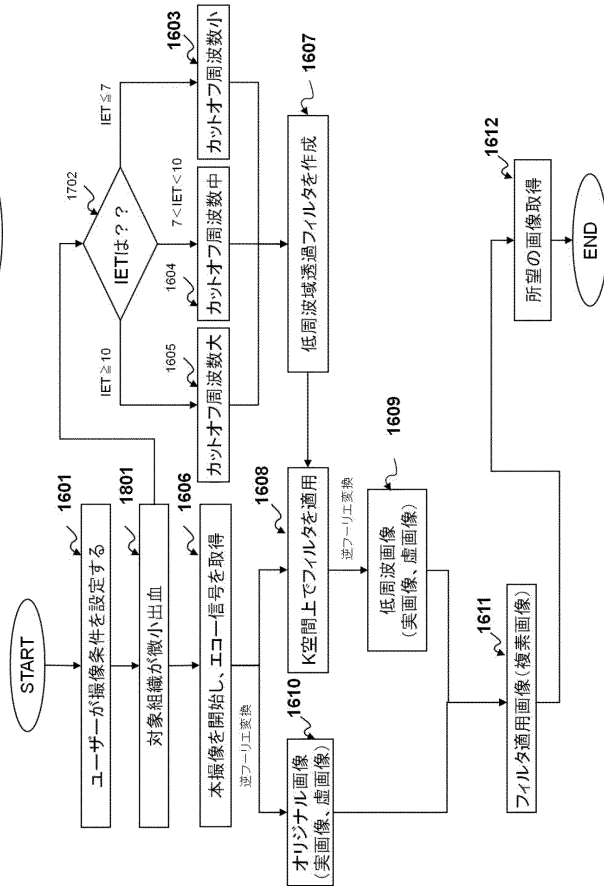 START
1601
ユーザーが撮像条件を設定する
1801
対象組織が微小出血
1606
本撮像を開始し、エコー信号を取得
逆フーリエ変換
1610
オリジナル画像
(実画像、虚画像)
1608
K空間上でフィルタを適用
逆フーリエ変換
1609
低周波画像
(実画像、虚画像)
1611
フィルタ適用画像(複素画像)
1702
IETは??
IET≧10
7<IET<10
IET≦7
1605
カットオフ周波数大
1604
カットオフ周波数中
1603
カットオフ周波数小
1607
低周波域透過フィルタを作成
1612
所望の画像取得
END